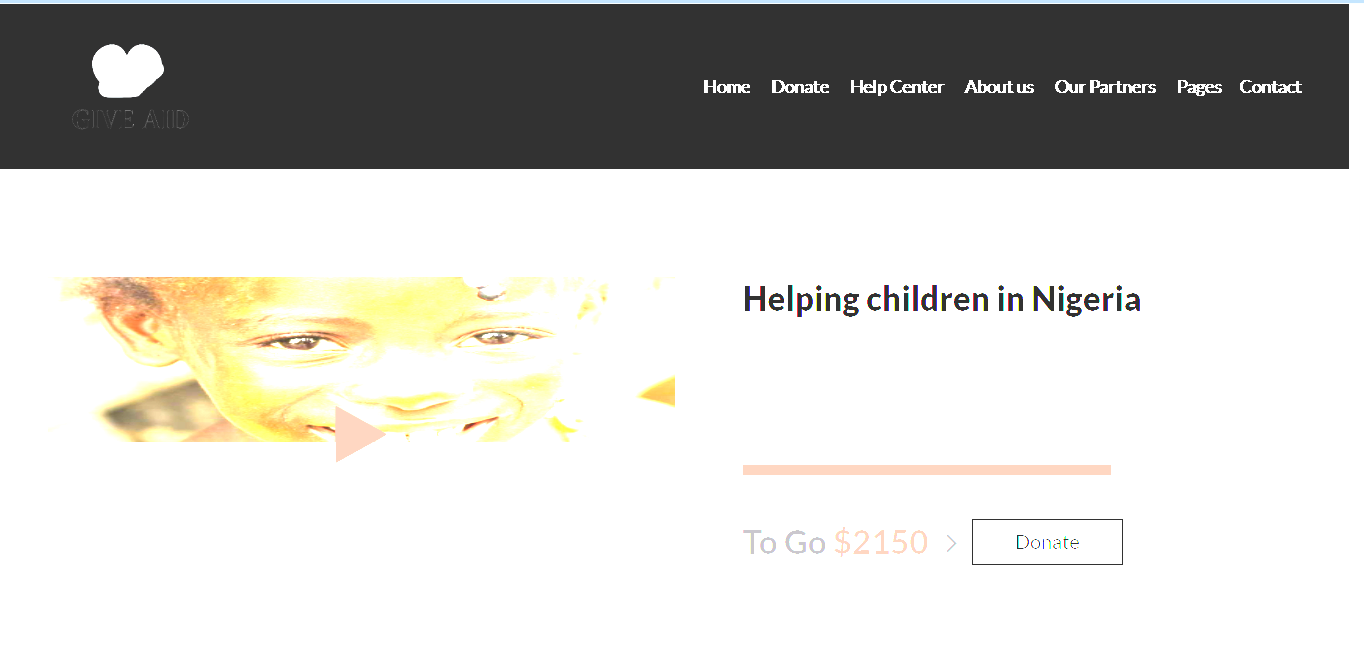 Home Donate Help Center About us Our Partners Pages Contact
GIVE AID
Helping children in Nigeria
To Go $2150 > Donate